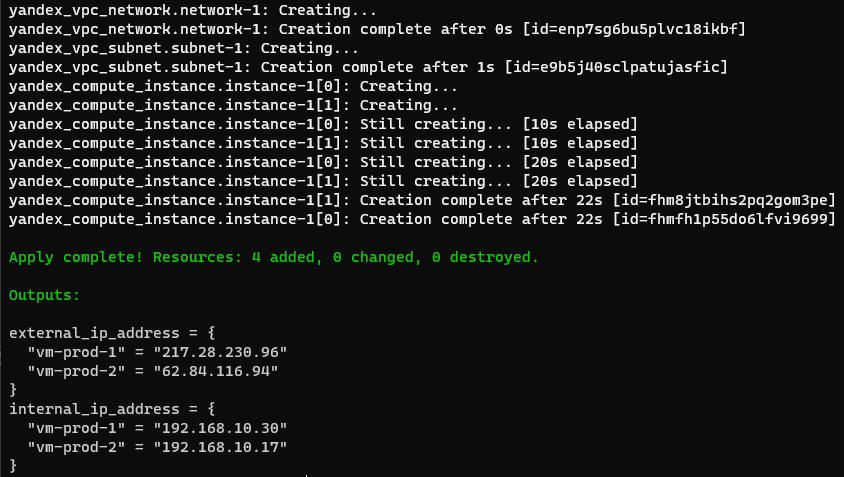 yandex_vpc_network.network-1: Creating...
yandex_vpc_network.network-1: Creation complete after 0s [id=enp7sg6bu5plvc18ikbf]
yandex_vpc_subnet.subnet-1: Creating...
yandex_vpc_subnet.subnet-1: Creation complete after 1s [id=e9b5j40sclpatujasfic]
yandex_compute_instance.instance-1[0]: Creating...
yandex_compute_instance.instance-1[1]: Creating...
yandex_compute_instance.instance-1[0]: Still creating... [10s elapsed]
yandex_compute_instance.instance-1[1]: Still creating... [10s elapsed]
yandex_compute_instance.instance-1[0]: Still creating... [20s elapsed]
yandex_compute_instance.instance-1[1]: Still creating... [20s elapsed]
yandex_compute_instance.instance-1[1]: Creation complete after 22s [id=fhm8jtbihs2pq2gom3pe]
yandex_compute_instance.instance-1[0]: Creation complete after 22s [id=fhmfh1p55do6lfvi9699]
Apply complete! Resources: 4 added, 0 changed, 0 destroyed.
Outputs:
external_ip_address = {
  "vm-prod-1" = "217.28.230.96"
  "vm-prod-2" = "62.84.116.94"
}
internal_ip_address = {
  "vm-prod-1" = "192.168.10.30"
  "vm-prod-2" = "192.168.10.17"
}